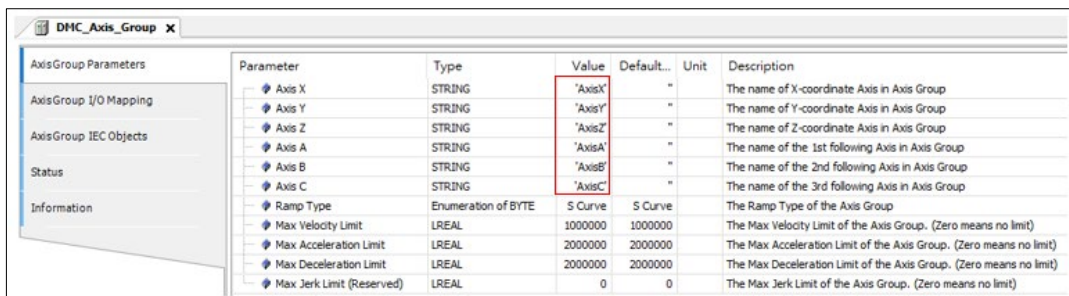 DMC_Axis_Group X
AxisGroup Parameters
AxisGroup I/O Mapping
AxisGroup IEC Objects
Status
Information
Parameter Type Value Default... Unit Description
Axis X STRING 'AxisX' '' The name of X-coordinate Axis in Axis Group
Axis Y STRING 'AxisY' '' The name of Y-coordinate Axis in Axis Group
Axis Z STRING 'AxisZ' '' The name of Z-coordinate Axis in Axis Group
Axis A STRING 'AxisA' '' The name of the 1st following Axis in Axis Group
Axis B STRING 'AxisB' '' The name of the 2nd following Axis in Axis Group
Axis C STRING 'AxisC' '' The name of the 3rd following Axis in Axis Group
Ramp Type Enumeration of BYTE S Curve S Curve The Ramp Type of the Axis Group
Max Velocity Limit LREAL 1000000 1000000 The Max Velocity Limit of the Axis Group. (Zero means no limit)
Max Acceleration Limit LREAL 2000000 2000000 The Max Acceleration Limit of the Axis Group. (Zero means no limit)
Max Deceleration Limit LREAL 2000000 2000000 The Max Deceleration Limit of the Axis Group. (Zero means no limit)
Max Jerk Limit (Reserved) LREAL 0 0 The Max Jerk Limit of the Axis Group. (Zero means no limit)